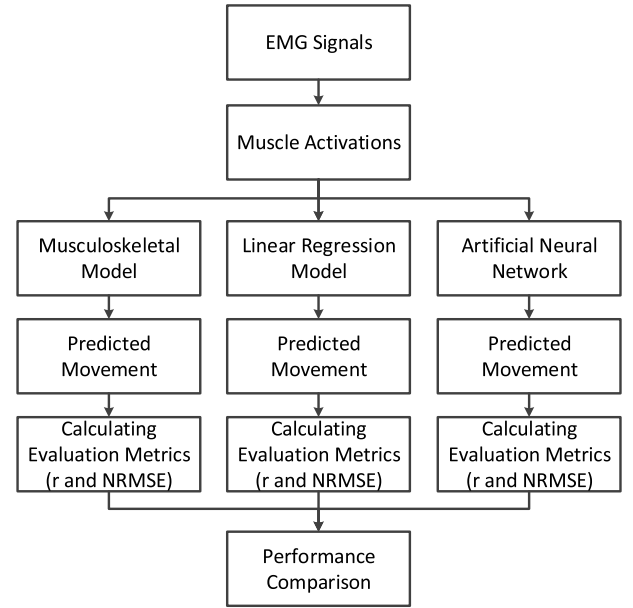 EMG Signals
Muscle Activations
Musculoskeletal
Model
Linear Regression
Model
Artificial Neural
Network
Predicted
Movement
Predicted
Movement
Predicted
Movement
Calculating
Evaluation Metrics
(r and NRMSE)
Calculating
Evaluation Metrics
(r and NRMSE)
Calculating
Evaluation Metrics
(r and NRMSE)
Performance
Comparison